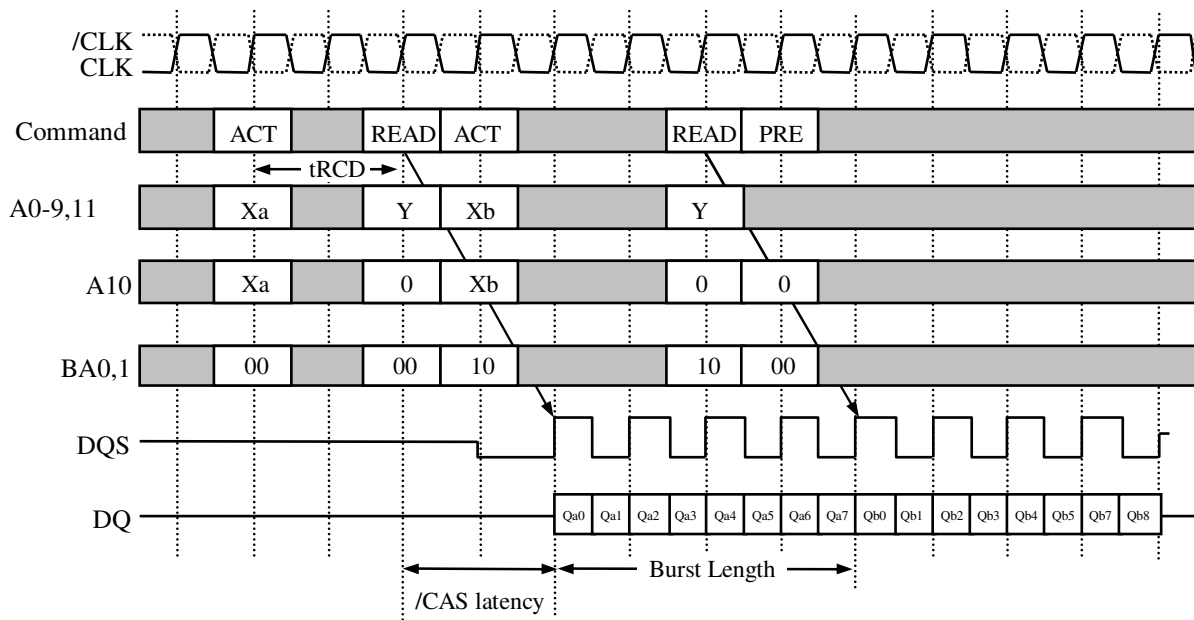 /CLK
CLK
Command ACT READ ACT READ PRE
tRCD
A0-9,11 Xa Y Xb Y
A10 Xa 0 Xb 0 0
BA0,1 00 00 10 10 00
DQS
DQ Qa0 Qa1 Qa2 Qa3 Qa4 Qa5 Qa6 Qa7 Qb0 Qb1 Qb2 Qb3 Qb4 Qb5 Qb7 Qb8
Burst Length
/CAS latency